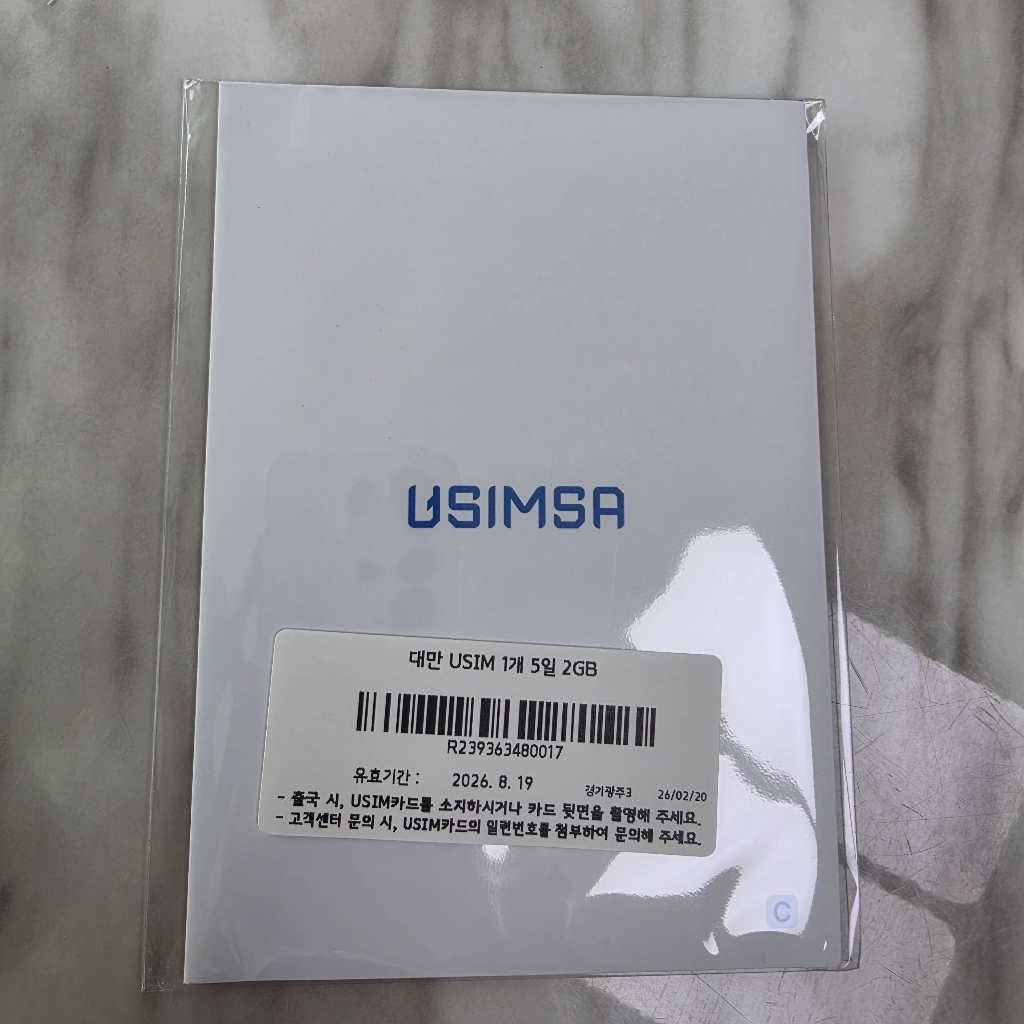 USIMSA
대만 USIM 1개 5일 2GB
R239363480017
유효기간 : 2026. 8. 19
경기광주3 26/02/20
- 출국 시, USIM카드를 소지하시거나 카드 뒷면을 촬영해 주세요.
- 고객센터 문의 시, USIM카드의 일련번호를 첨부하여 문의해 주세요.
C